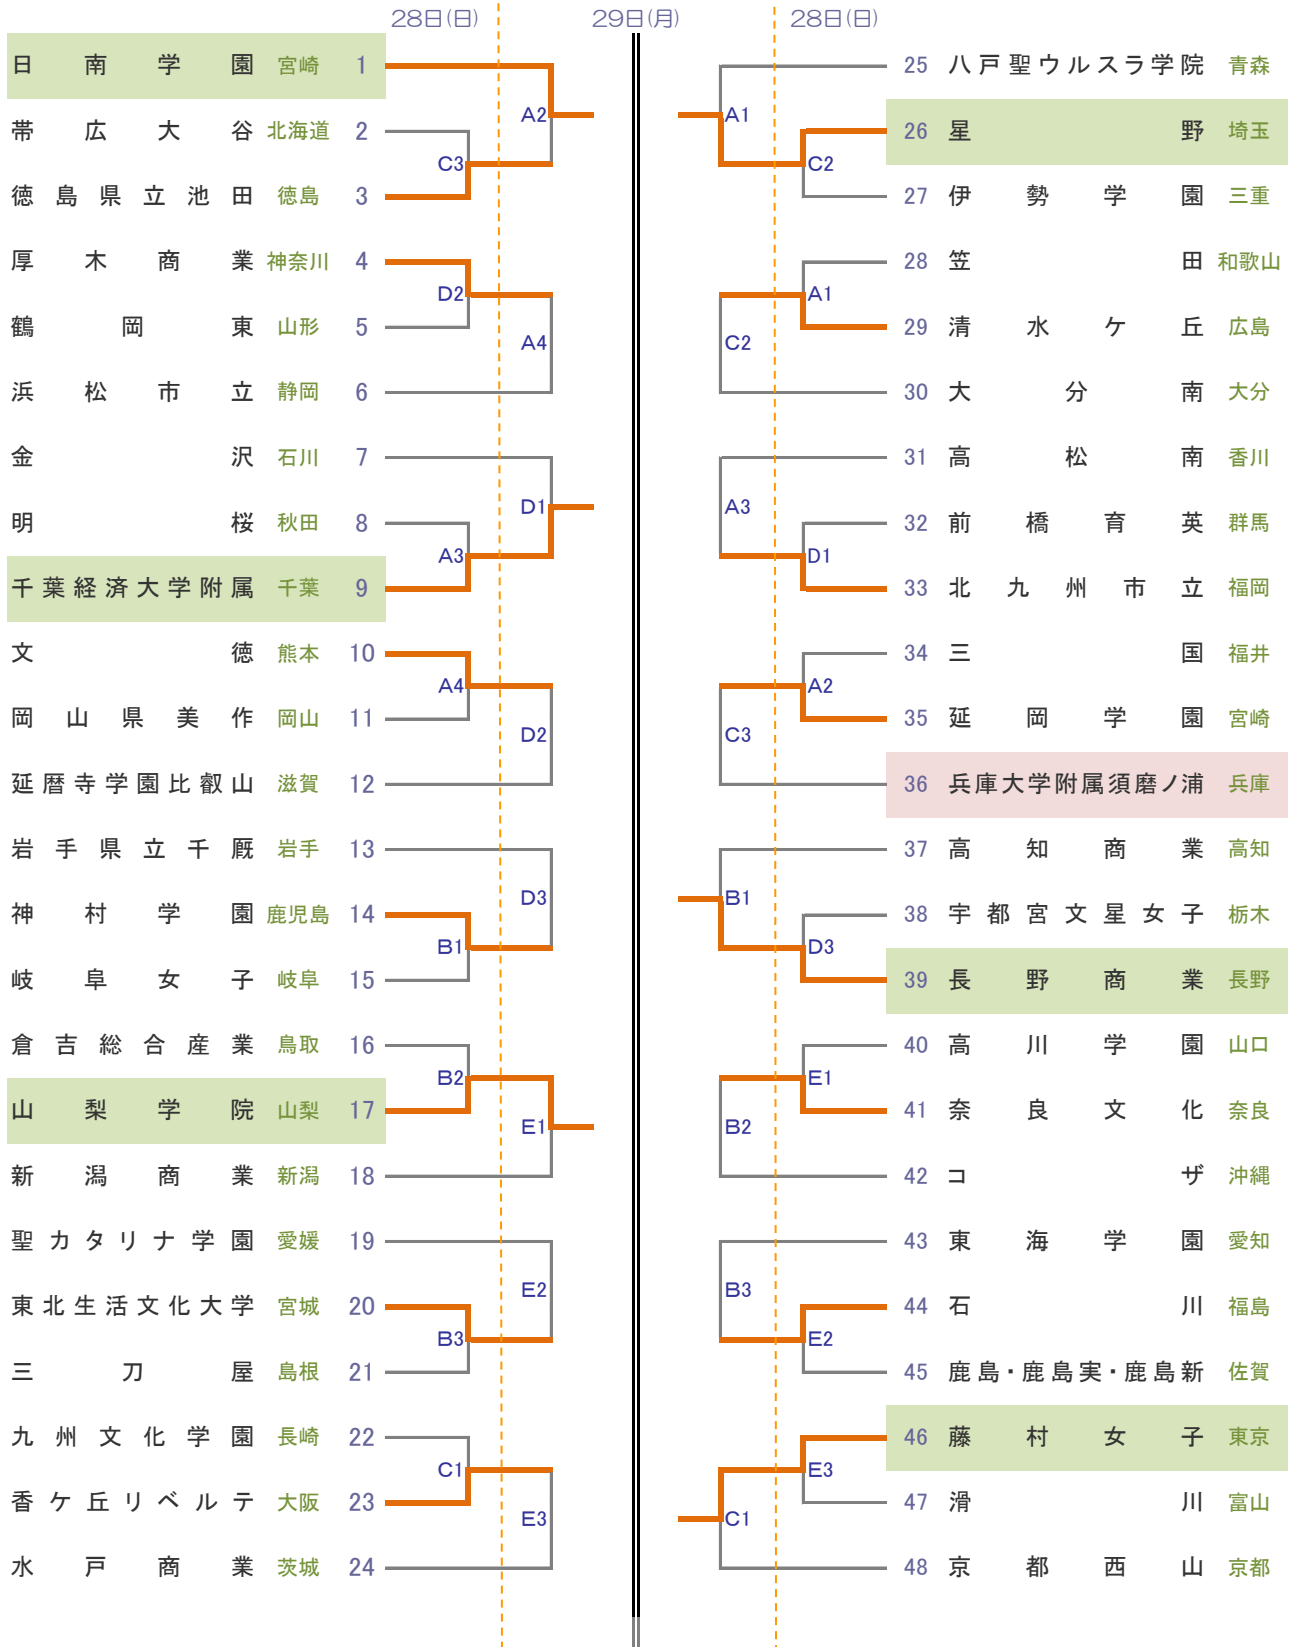 28日(日) 29日(月) 28日(日)
日南学園 宮崎 1
A2
帯広大谷 北海道 2
C3
徳島県立池田 徳島 3
厚木商業 神奈川 4
D2
鶴岡東 山形 5
A4
浜松市立 静岡 6
金沢 石川 7
D1
明桜 秋田 8
A3
千葉経済大学附属 千葉 9
文徳 熊本 10
A4
岡山県美作 岡山 11
D2
延暦寺学園比叡山 滋賀 12
岩手県立千厩 岩手 13
D3
神村学園 鹿児島 14
B1
岐阜女子 岐阜 15
倉吉総合産業 鳥取 16
B2
山梨学院 山梨 17
E1
新潟商業 新潟 18
聖カタリナ学園 愛媛 19
E2
東北生活文化大学 宮城 20
B3
三刀屋 島根 21
九州文化学園 長崎 22
C1
香ケ丘リベルテ 大阪 23
E3
水戸商業 茨城 24
25 八戸聖ウルスラ学院 青森
A1
26 星野 埼玉
C2
27 伊勢学園 三重
28 笠田 和歌山
A1
29 清水ケ丘 広島
C2
30 大分南 大分
31 高松南 香川
A3
32 前橋育英 群馬
D1
33 北九州市立 福岡
34 三国 福井
A2
35 延岡学園 宮崎
C3
36 兵庫大学附属須磨ノ浦 兵庫
37 高知商業 高知
B1
38 宇都宮文星女子 栃木
D3
39 長野商業 長野
40 高川学園 山口
E1
41 奈良文化 奈良
B2
42 コザ 沖縄
43 東海学園 愛知
B3
44 石川 福島
E2
45 鹿島・鹿島実・鹿島新 佐賀
46 藤村女子 東京
E3
47 滑川 富山
C1
48 京都西山 京都